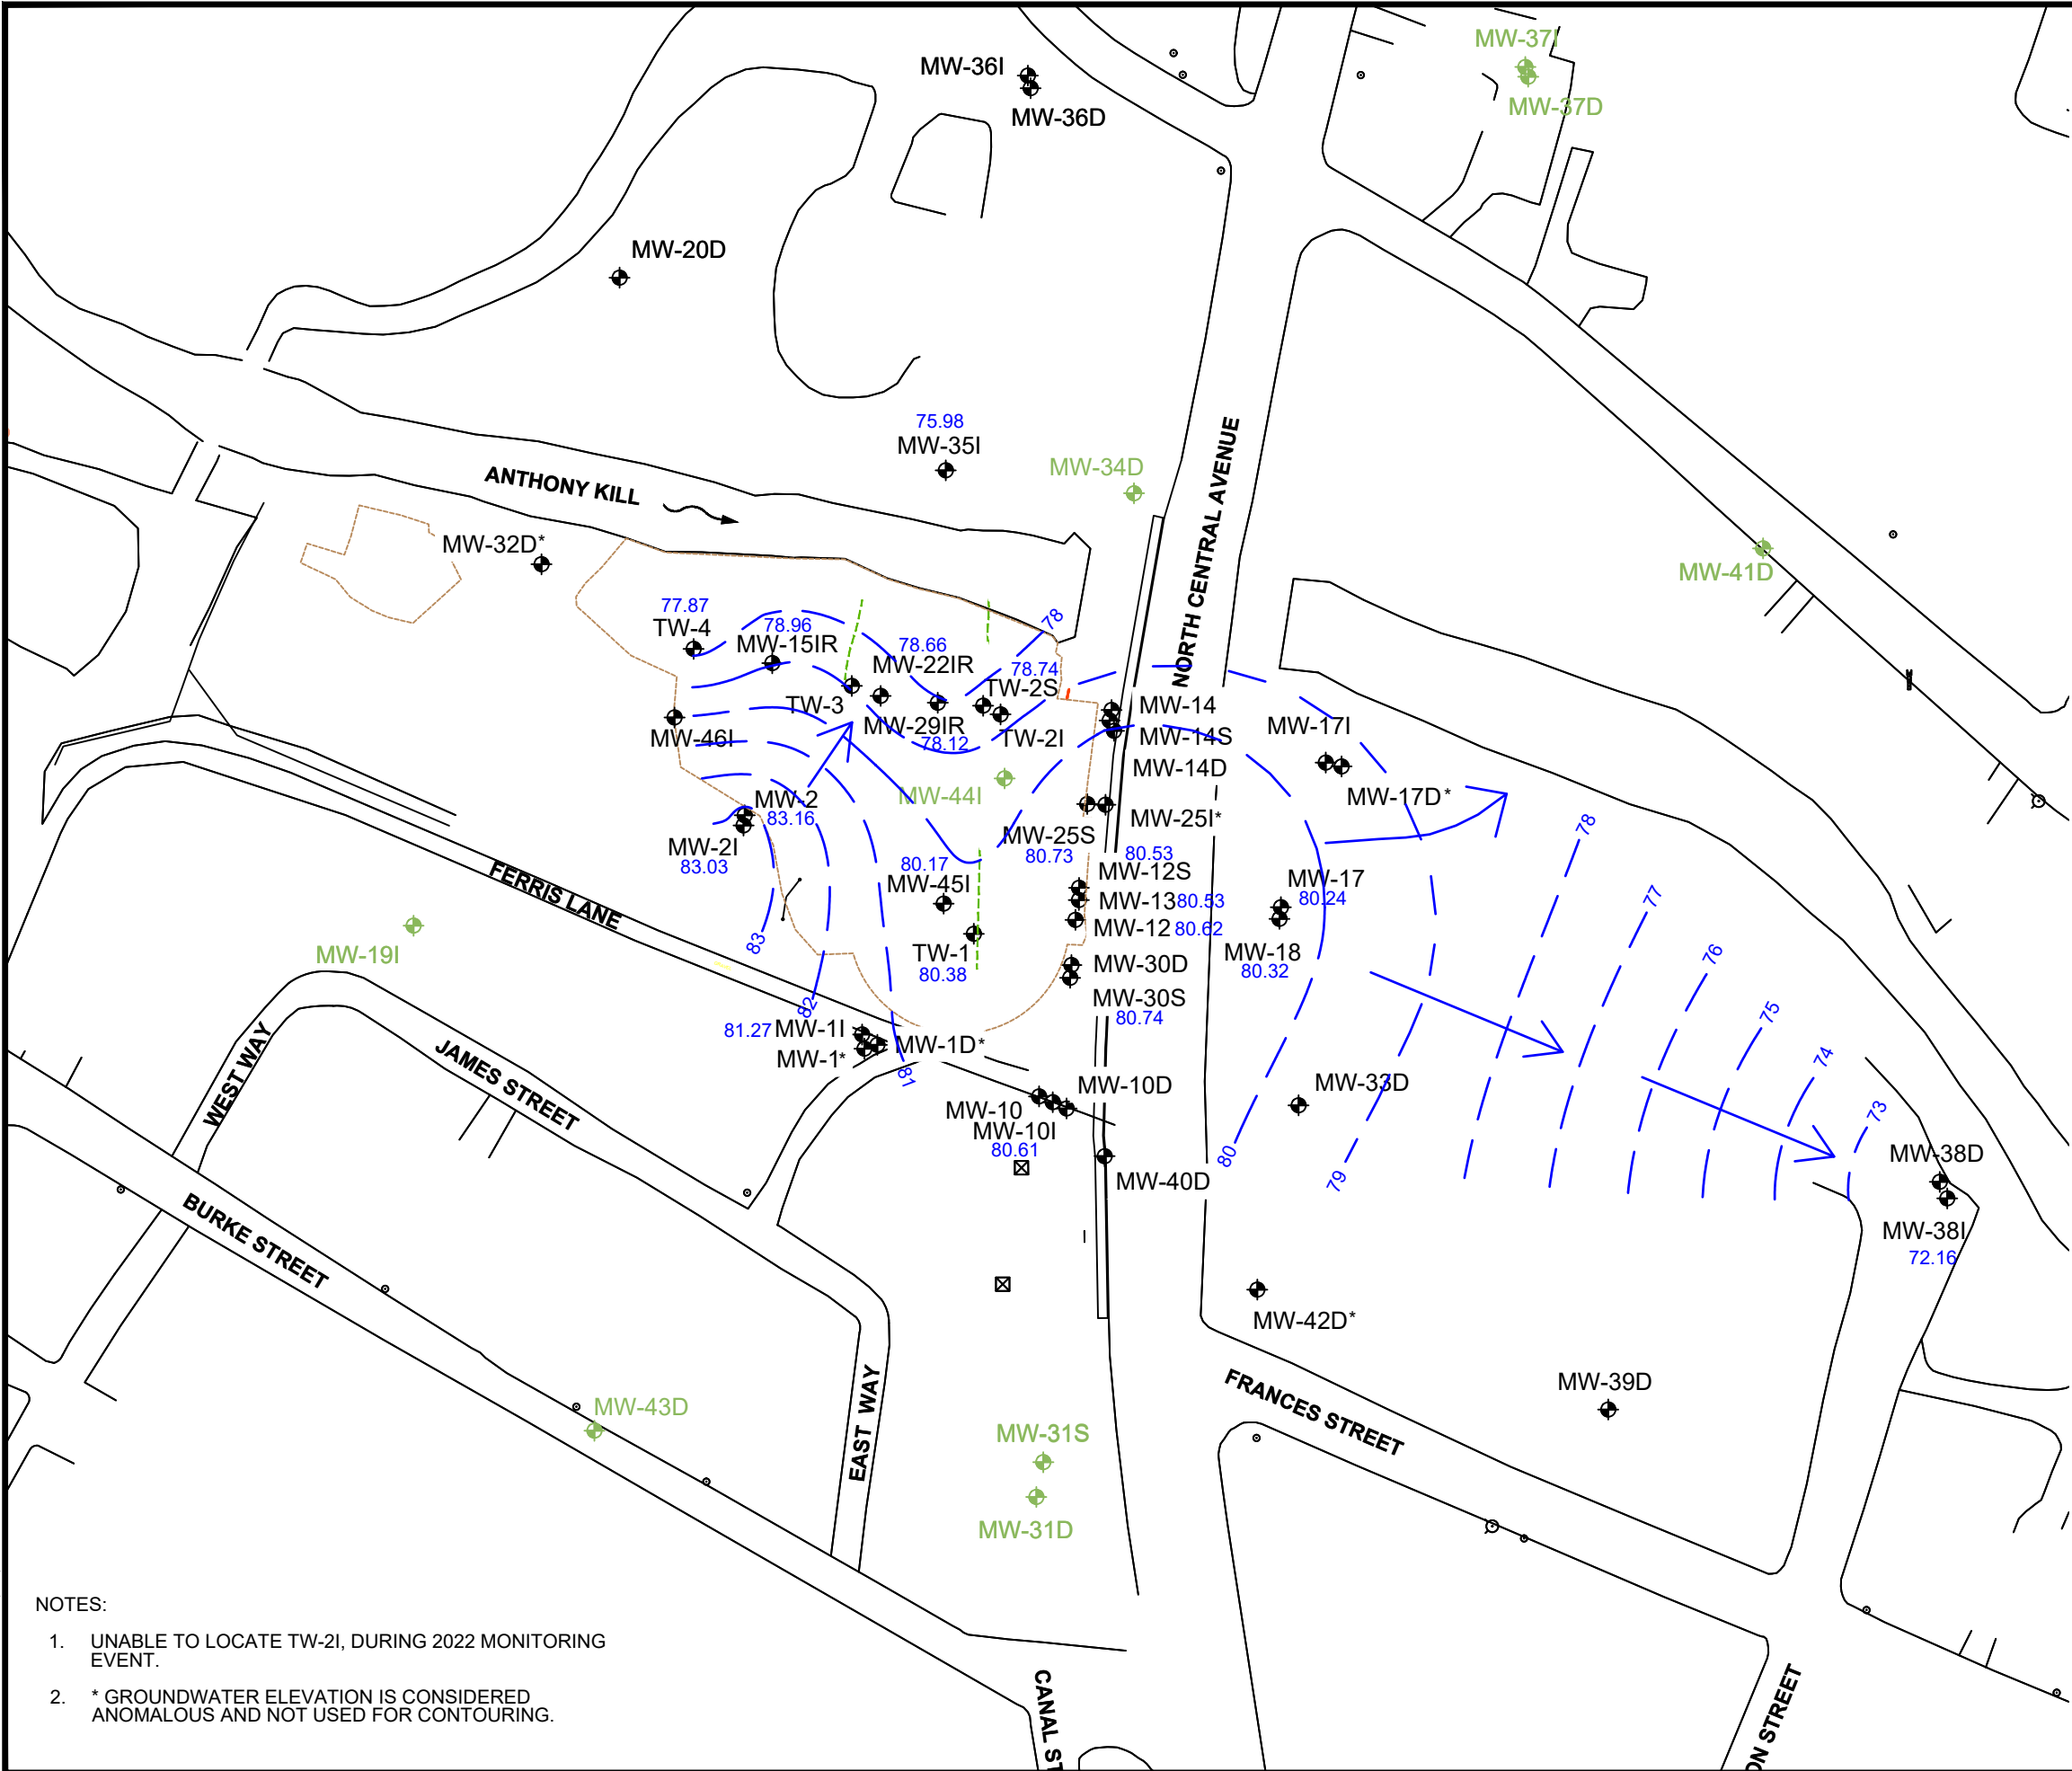 MW-37I
MW-36I
MW-37D
MW-36D
MW-20D
75.98
MW-35I
MW-34D
ANTHONY KILL
NORTH CENTRAL AVENUE
MW-32D*
MW-41D
77.87
TW-4
78.96
MW-15IR
78.66
MW-22IR
78
78.74
TW-2S
TW-3
MW-29IR
78.12
TW-2I
MW-46I
MW-14
MW-14S
MW-14D
MW-17I
MW-17D*
MW-44I
MW-2
83.16
MW-2I
83.03
MW-25I*
MW-25S
80.73
80.53
MW-12S
MW-13 80.53
MW-12 80.62
80.17
MW-45I
MW-17
80.24
78
77
76
75
74
73
FERRIS LANE
MW-19I
83
TW-1
80.38
MW-30D
MW-18
80.32
MW-30S
80.74
82
81.27 MW-1I
MW-1*
MW-1D*
81
WEST WAY
JAMES STREET
MW-10D
MW-10
MW-10I
80.61
MW-33D
80
79
MW-40D
MW-38D
MW-38I
72.16
BURKE STREET
MW-42D*
FRANCES STREET
MW-39D
EAST WAY
MW-43D
MW-31S
MW-31D
NOTES:
1. UNABLE TO LOCATE TW-2I, DURING 2022 MONITORING
EVENT.
2. * GROUNDWATER ELEVATION IS CONSIDERED
ANOMALOUS AND NOT USED FOR CONTOURING.
CANAL ST
ON STREET